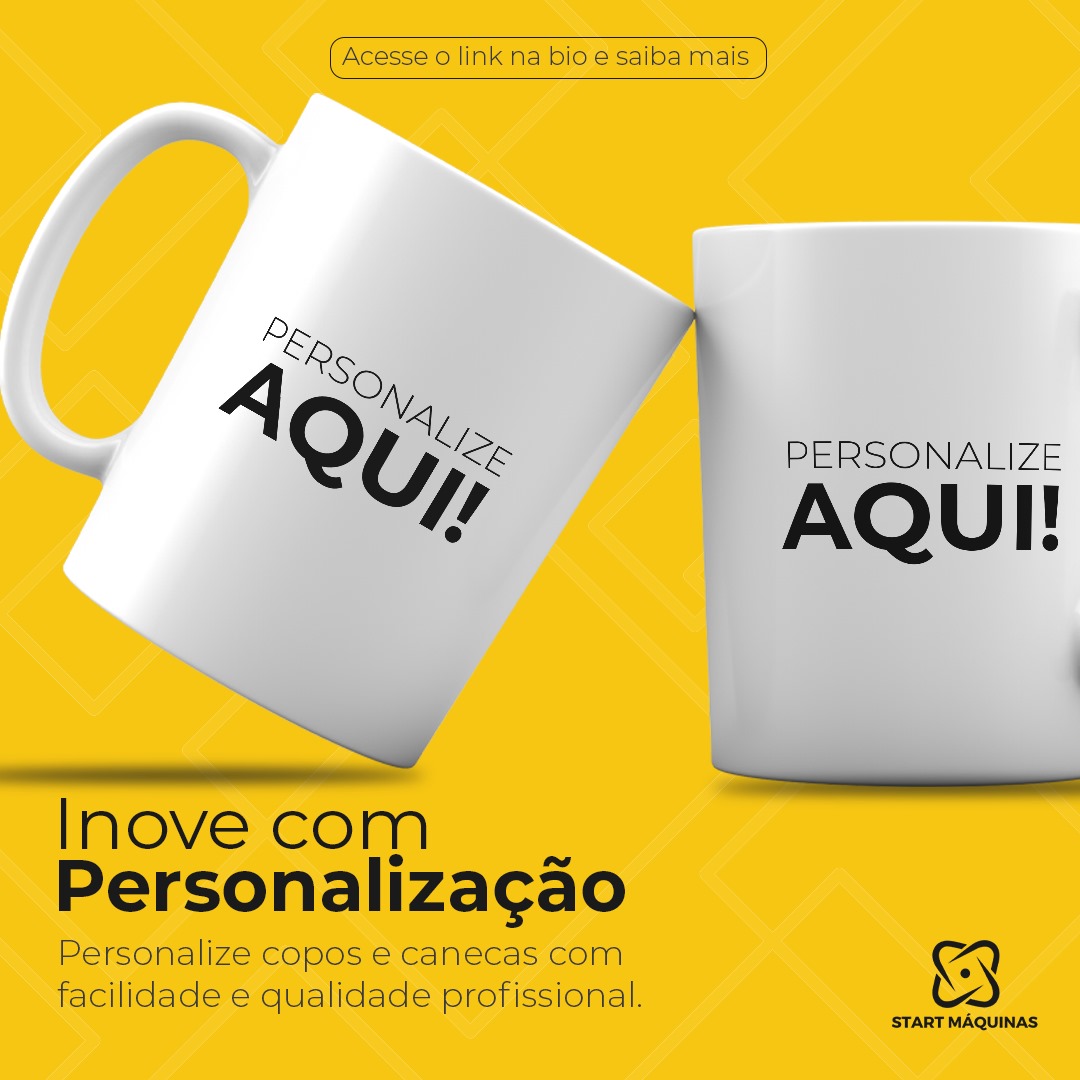 Acesse o link na bio e saiba mais
PERSONALIZE
AQUI!
PERSONALIZE
AQUI!
Inove com
Personalização
Personalize copos e canecas com
facilidade e qualidade profissional.
START MÁQUINAS